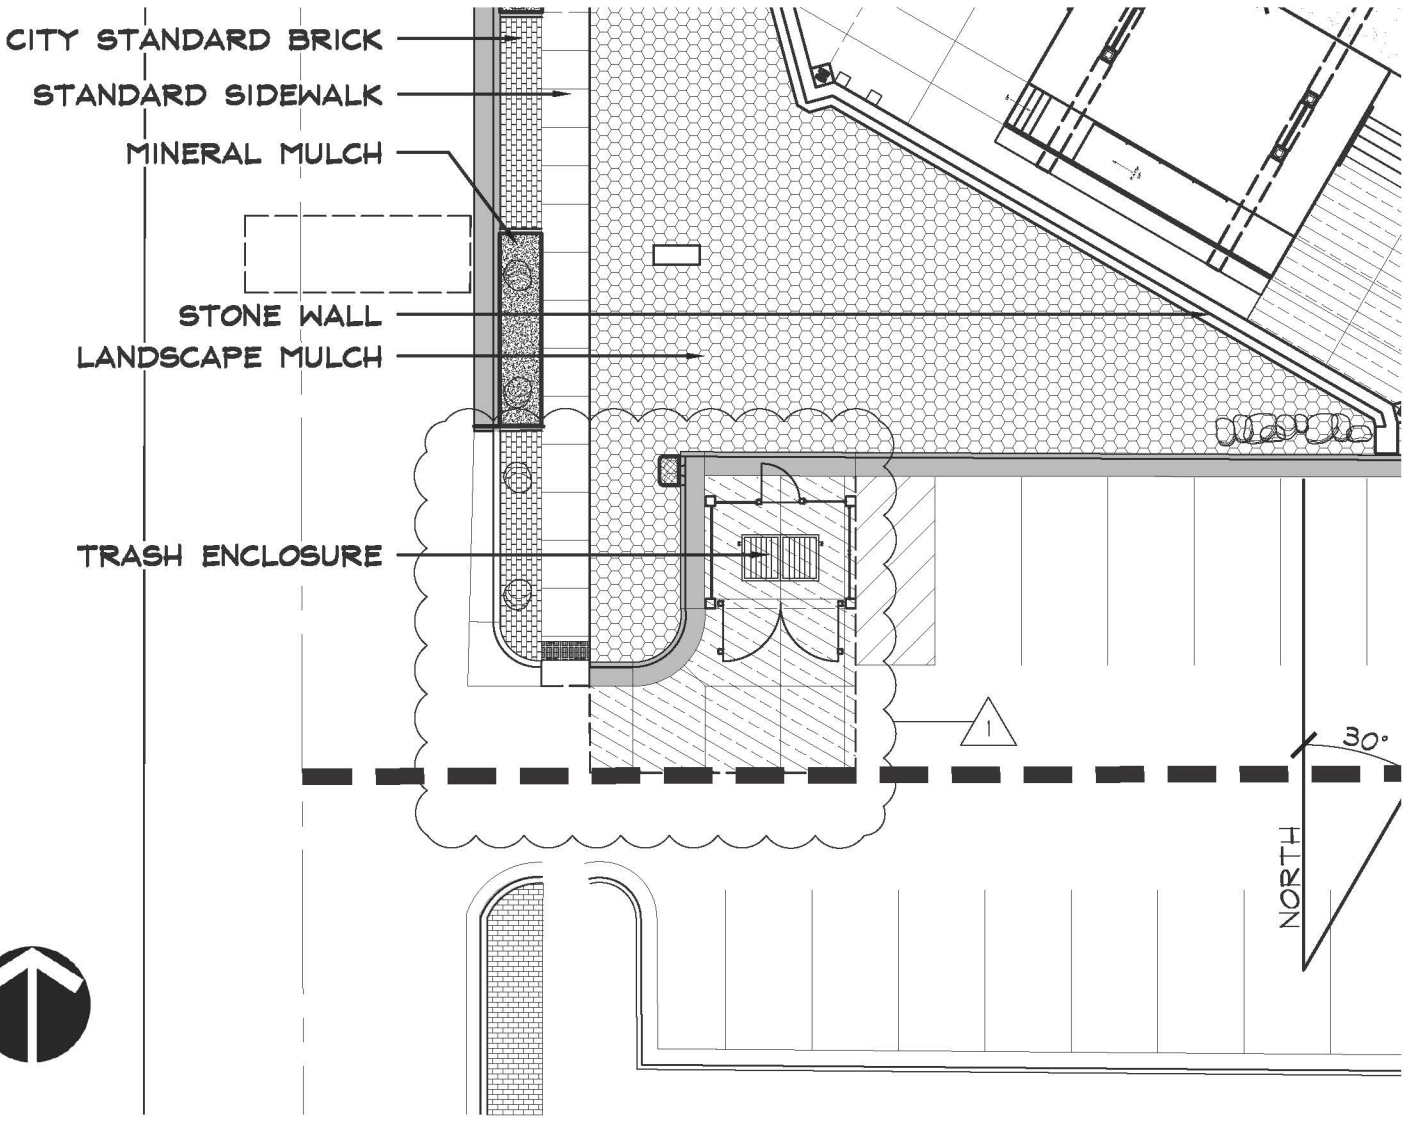 CITY STANDARD BRICK
STANDARD SIDEWALK
MINERAL MULCH
STONE WALL
LANDSCAPE MULCH
TRASH ENCLOSURE
1
30°
NORTH